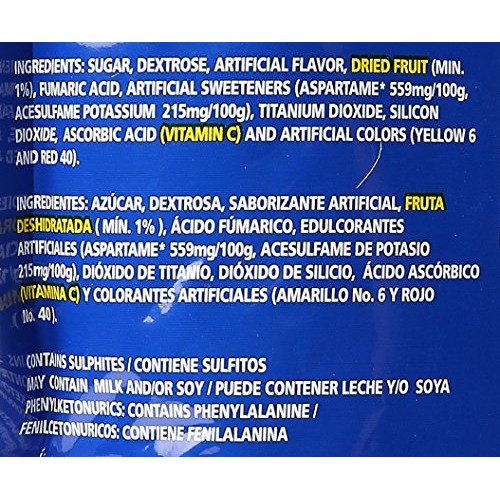 INGREDIENTS: SUGAR, DEXTROSE, ARTIFICIAL FLAVOR, DRIED FRUIT (MIN.
1%), FUMARIC ACID, ARTIFICIAL SWEETENERS (ASPARTAME* 559mg/100g,
ACESULFAME POTASSIUM 215mg/100g), TITANIUM DIOXIDE, SILICON
DIOXIDE, ASCORBIC ACID (VITAMIN C) AND ARTIFICIAL COLORS (YELLOW 6
AND RED 40).
INGREDIENTES: AZÚCAR, DEXTROSA, SABORIZANTE ARTIFICIAL, FRUTA
DESHIDRATADA ( MÍN. 1% ), ÁCIDO FÚMARICO, EDULCORANTES
ARTIFICIALES (ASPARTAME* 559mg/100g, ACESULFAME DE POTASIO
215mg/100g), DIÓXIDO DE TITANIO, DIÓXIDO DE SILICIO, ÁCIDO ASCÓRBICO
(VITAMINA C) Y COLORANTES ARTIFICIALES (AMARILLO No. 6 Y ROJO
No. 40).
CONTAINS SULPHITES / CONTIENE SULFITOS
MAY CONTAIN MILK AND/OR SOY / PUEDE CONTENER LECHE Y/O SOYA
PHENYLKETONURICS: CONTAINS PHENYLALANINE /
FENILCETONURICOS: CONTIENE FENILALANINA